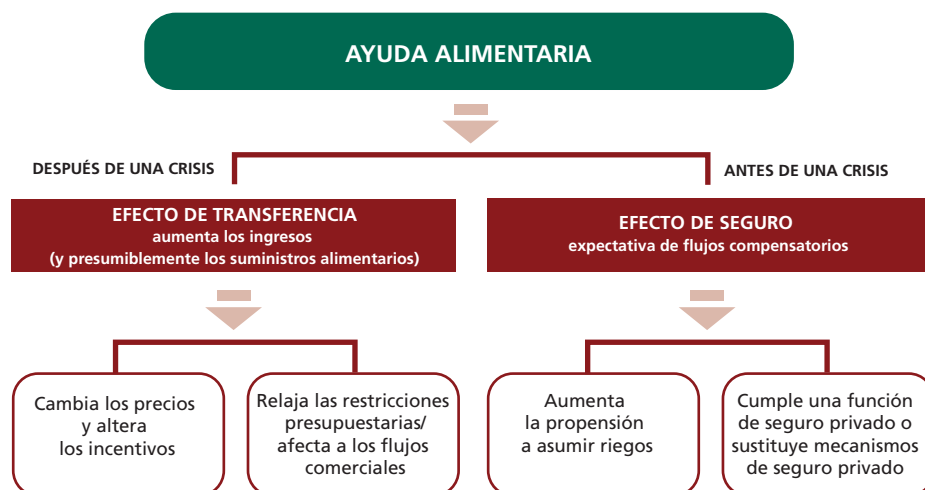 AYUDA ALIMENTARIA
DESPUÉS DE UNA CRISIS
ANTES DE UNA CRISIS
EFECTO DE TRANSFERENCIA
aumenta los ingresos
(y presumiblemente los suministros alimentarios)
EFECTO DE SEGURO
expectativa de flujos compensatorios
Cambia los precios
y altera
los incentivos
Relaja las restricciones
presupuestarias/
afecta a los flujos
comerciales
Aumenta
la propensión
a asumir riegos
Cumple una función
de seguro privado o
sustituye mecanismos
de seguro privado